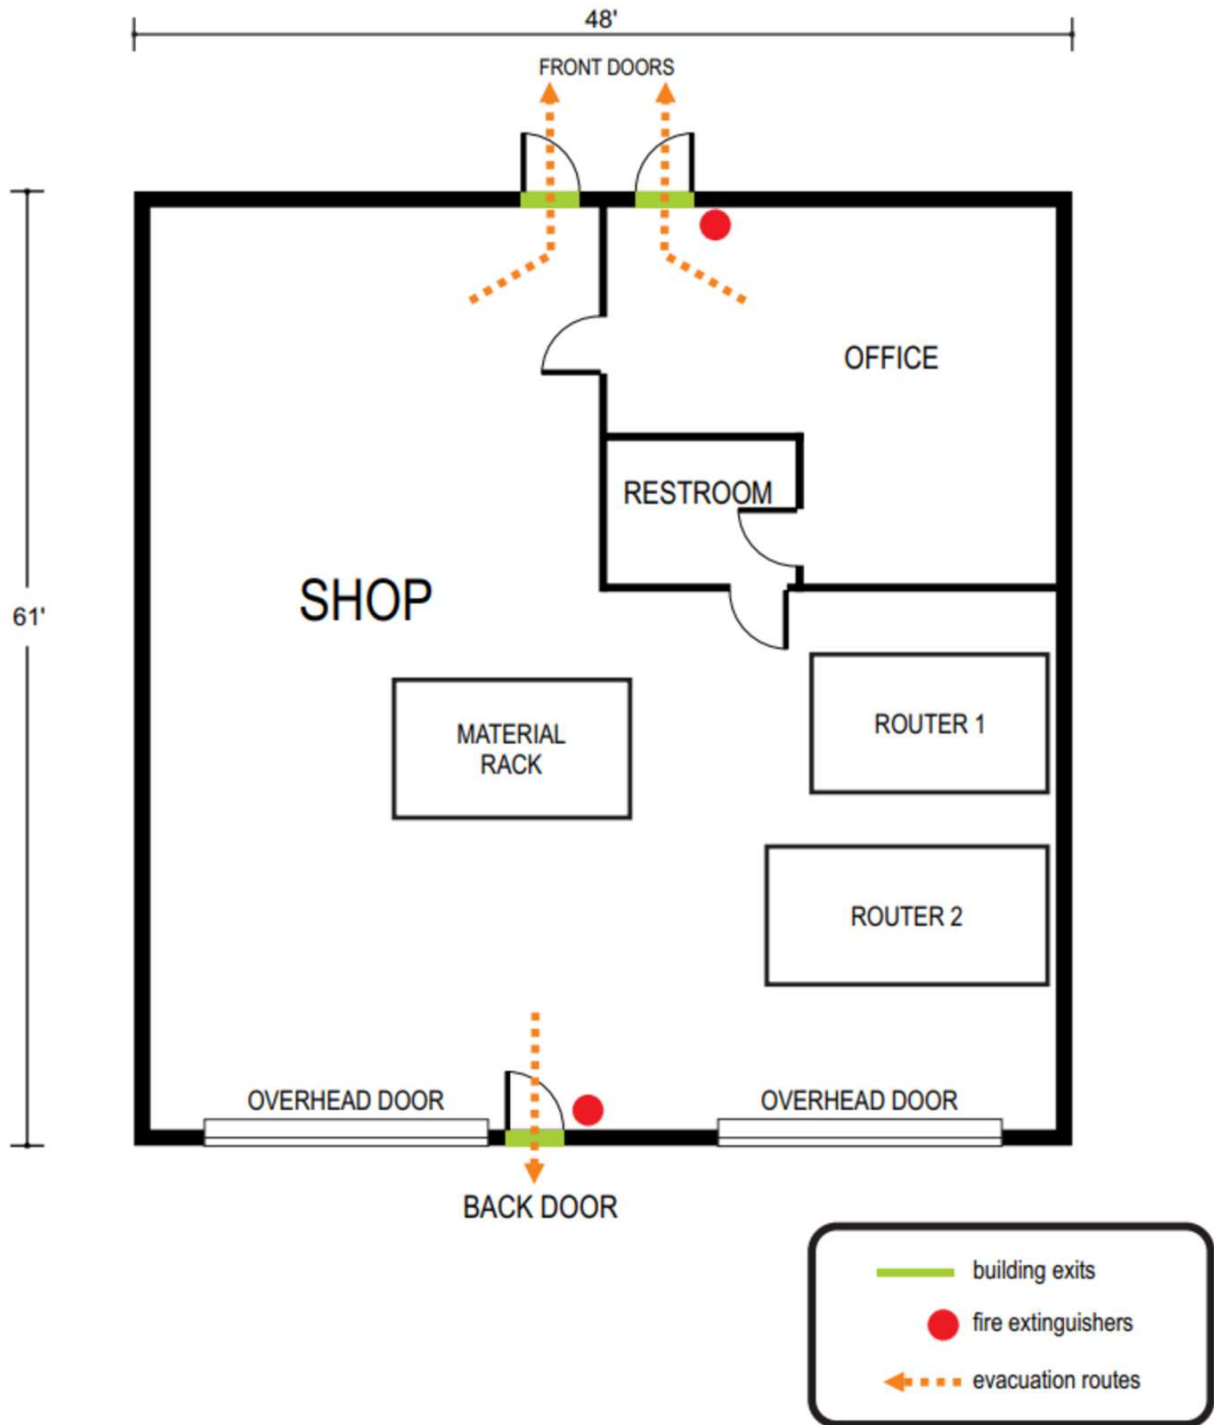 48'
FRONT DOORS
OFFICE
RESTROOM
SHOP
61'
MATERIAL
RACK
ROUTER 1
ROUTER 2
OVERHEAD DOOR
OVERHEAD DOOR
BACK DOOR
building exits
fire extinguishers
evacuation routes